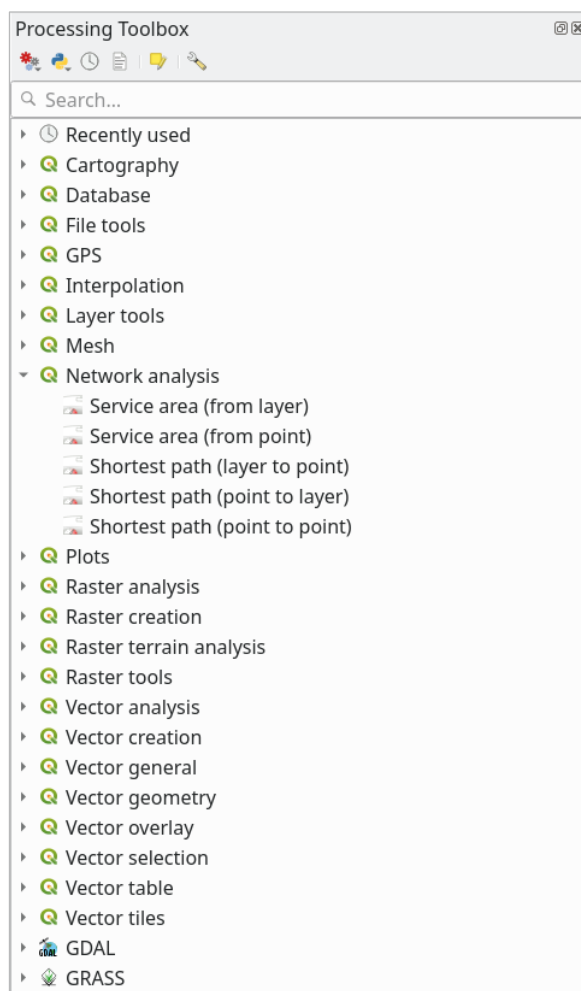 Processing Toolbox
Search...
Recently used
Cartography
Database
File tools
GPS
Interpolation
Layer tools
Mesh
Network analysis
Service area (from layer)
Service area (from point)
Shortest path (layer to point)
Shortest path (point to layer)
Shortest path (point to point)
Plots
Raster analysis
Raster creation
Raster terrain analysis
Raster tools
Vector analysis
Vector creation
Vector general
Vector geometry
Vector overlay
Vector selection
Vector table
Vector tiles
GDAL GDAL
GRASS